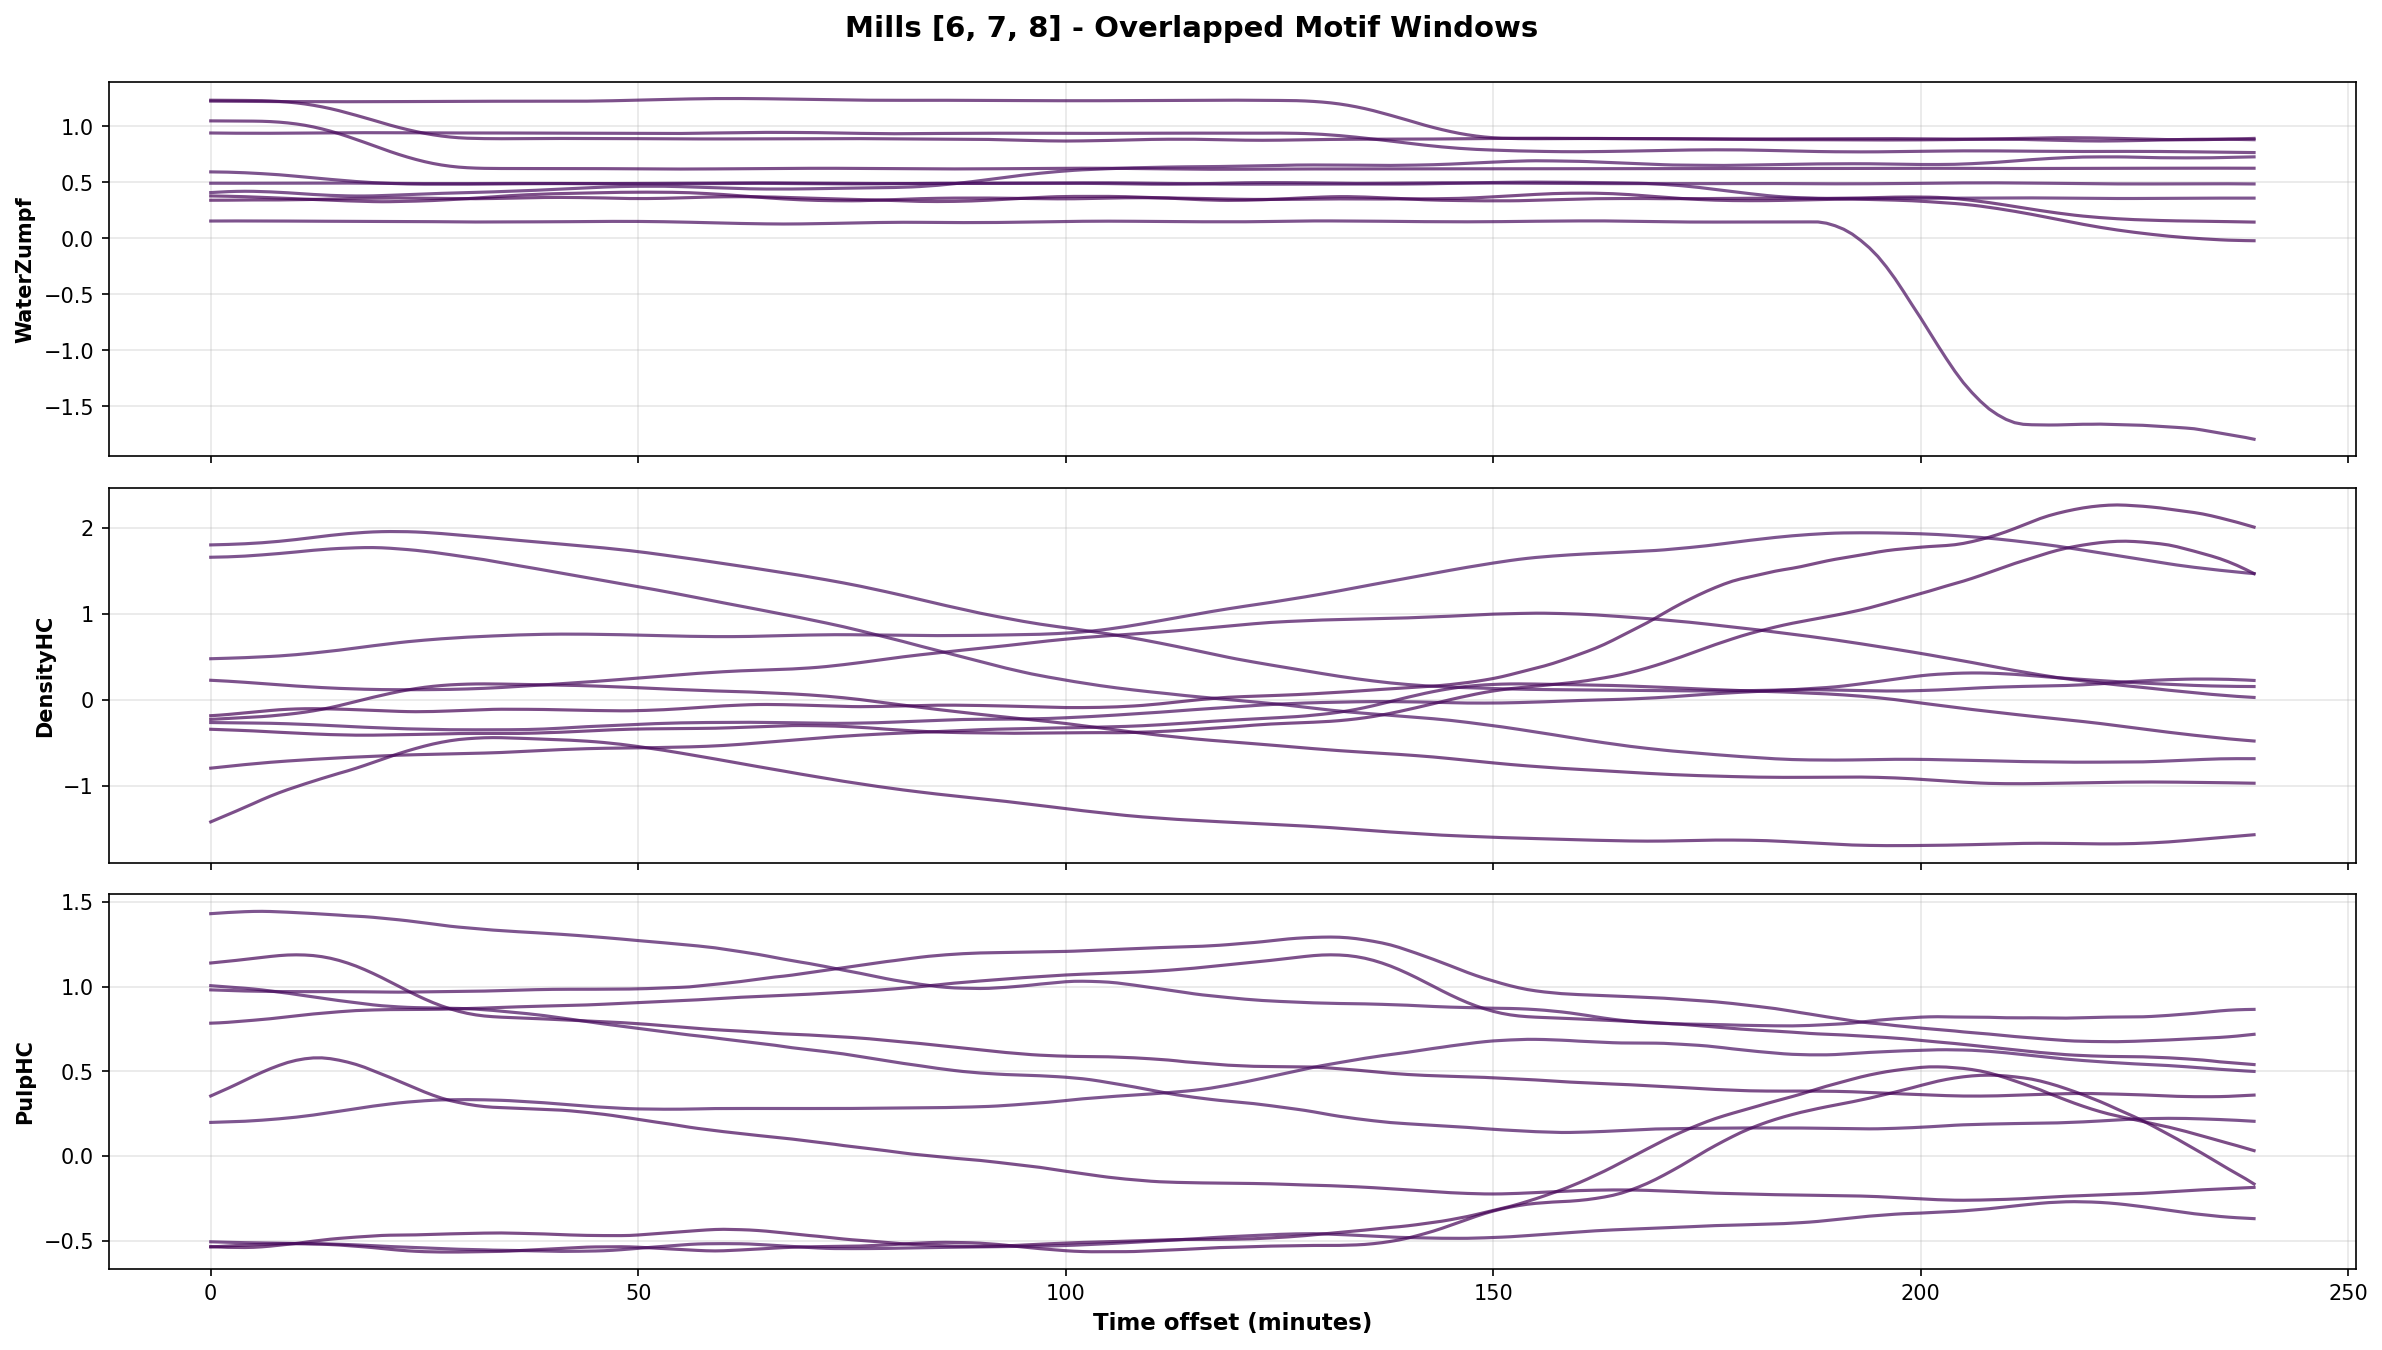 Mills [6, 7, 8] - Overlapped Motif Windows
1.0
0.5
0.0
−0.5
−1.0
−1.5
WaterZumpf
2
1
0
−1
DensityHC
1.5
1.0
0.5
0.0
−0.5
PulpHC
0 50 100 150 200 250
Time offset (minutes)